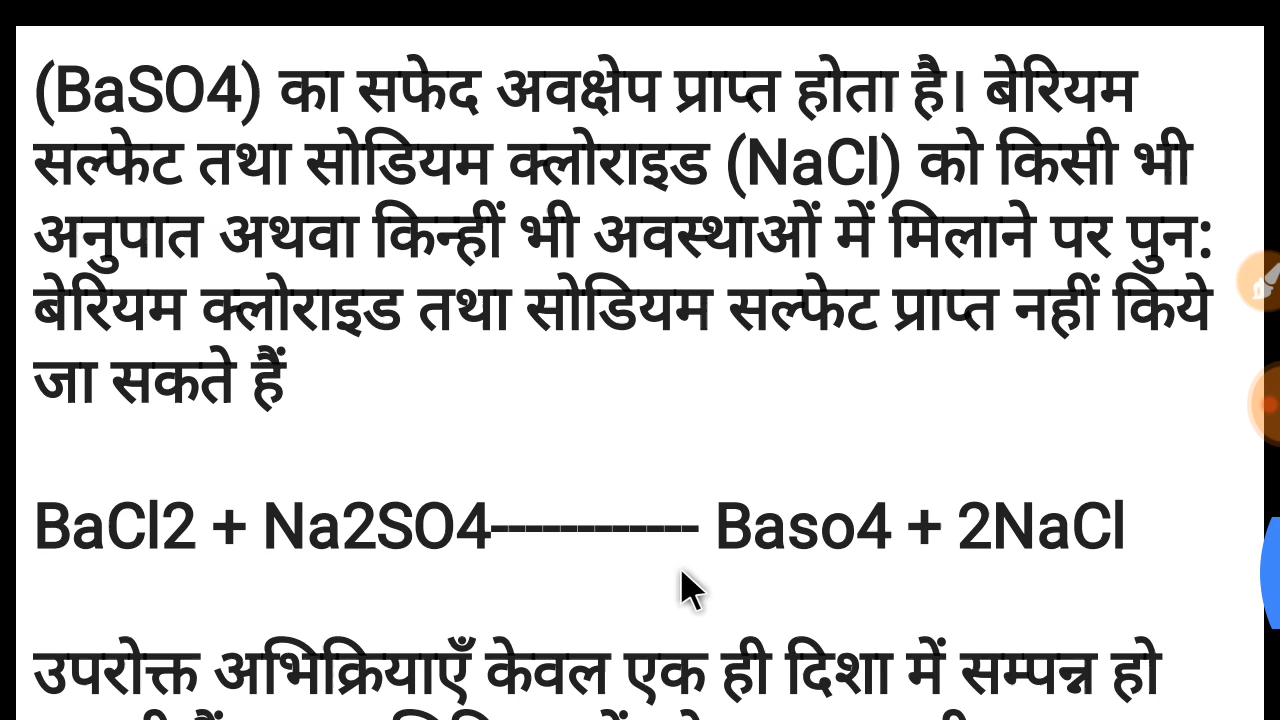 (BaSO4) का सफेद अवक्षेप प्राप्त होता है। बेरियम
सल्फेट तथा सोडियम क्लोराइड (NaCl) को किसी भी
अनुपात अथवा किन्हीं भी अवस्थाओं में मिलाने पर पुन:
बेरियम क्लोराइड तथा सोडियम सल्फेट प्राप्त नहीं किये
जा सकते हैं
BaCl2 + Na2SO4------------ Baso4 + 2NaCl
उपरोक्त अभिक्रियाएँ केवल एक ही दिशा में सम्पन्न हो